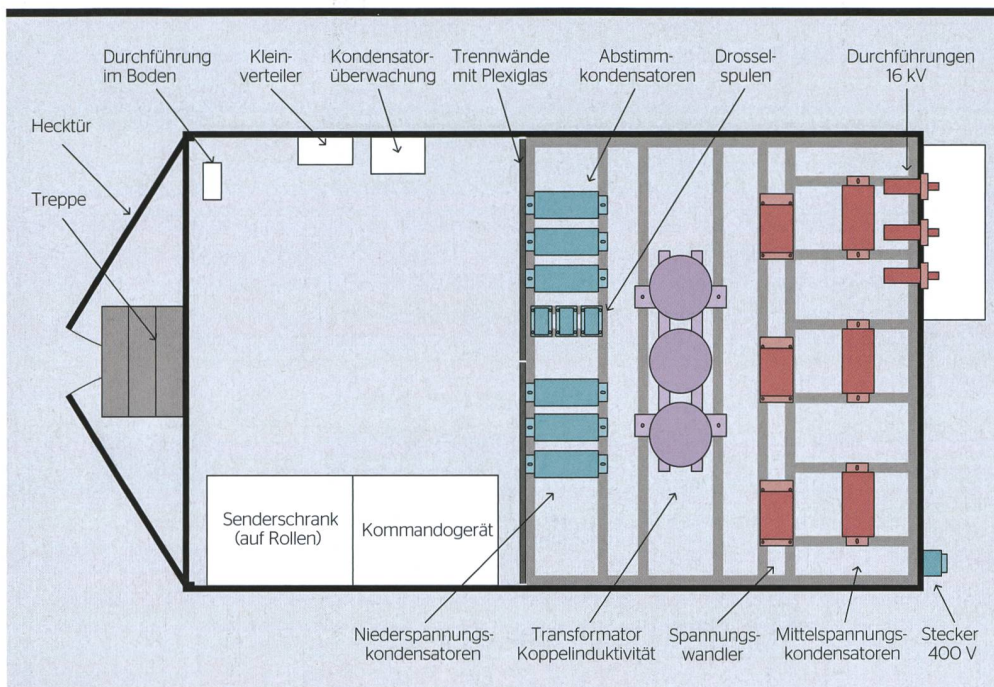 Durchführung
im Boden
Klein-
verteiler
Kondensator-
überwachung
Trennwände
mit Plexiglas
Abstimm-
kondensatoren
Drossel-
spulen
Durchführungen
16 kV
Hecktür
Treppe
Senderschrank
(auf Rollen)
Kommandogerät
Niederspannungs-
kondensatoren
Transformator
Koppelinduktivität
Spannungs-
wandler
Mittelspannungs-
kondensatoren
Stecker
400 V